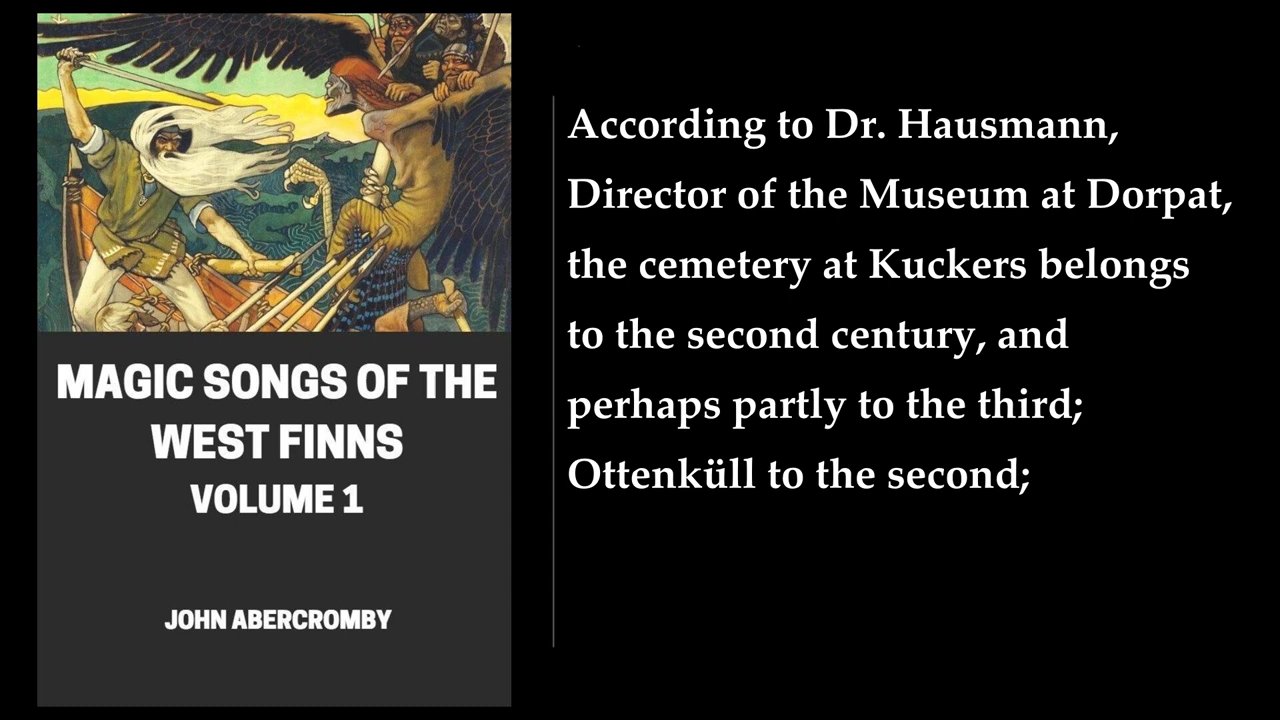 MAGIC SONGS OF THE
WEST FINNS
VOLUME 1
JOHN ABERCROMBY
According to Dr. Hausmann,
Director of the Museum at Dorpat,
the cemetery at Kuckers belongs
to the second century, and
perhaps partly to the third;
Ottenküll to the second;